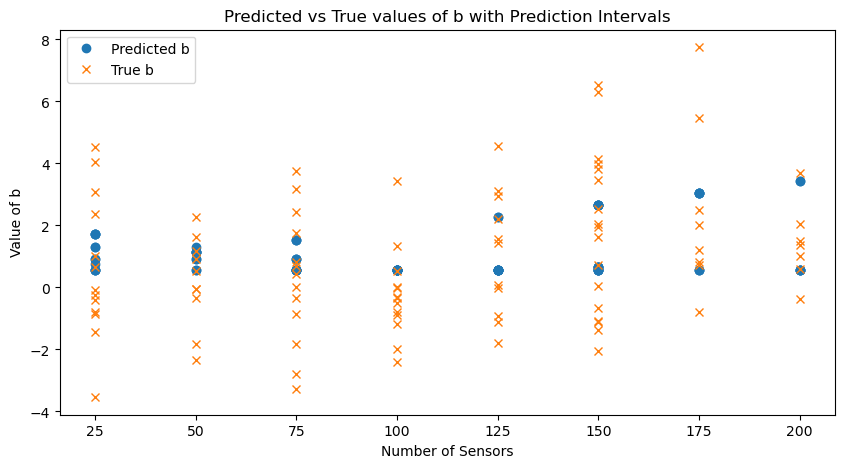 Predicted vs True values of b with Prediction Intervals
Predicted b
True b
Value of b
8
6
4
2
0
−2
−4
25 50 75 100 125 150 175 200
Number of Sensors